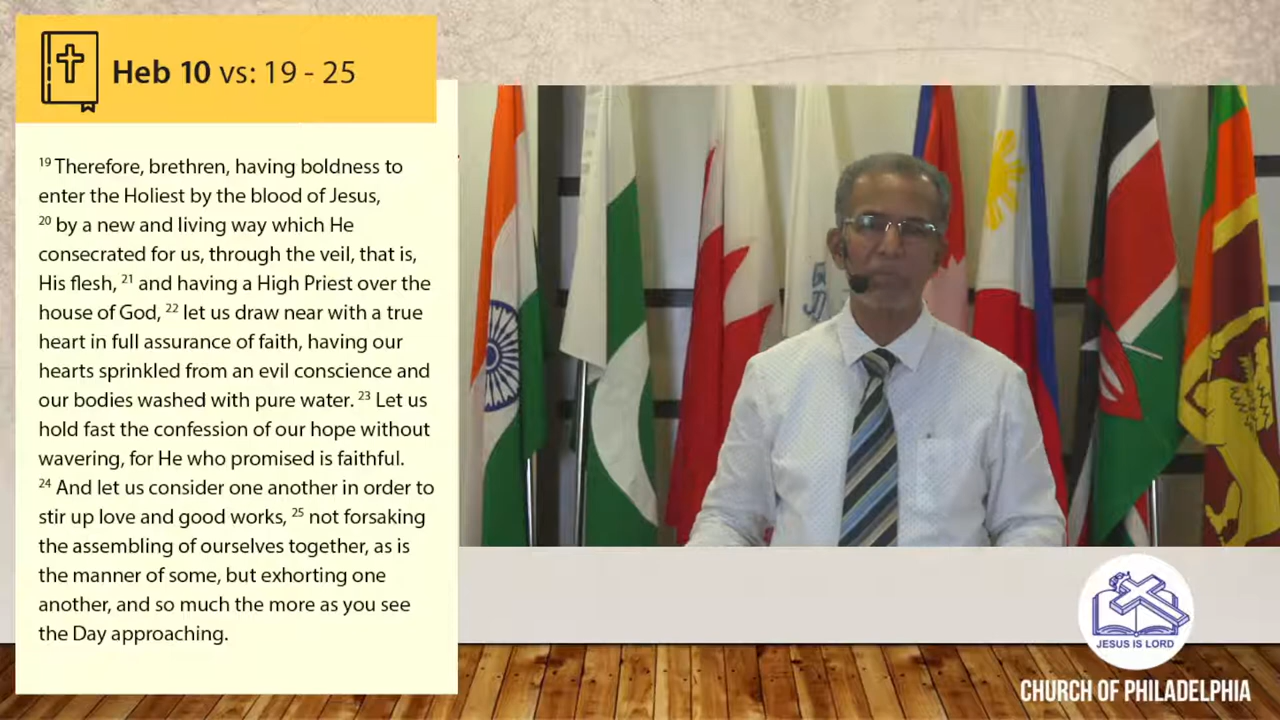 Heb 10 vs: 19 - 25
19 Therefore, brethren, having boldness to
enter the Holiest by the blood of Jesus,
20 by a new and living way which He
consecrated for us, through the veil, that is,
His flesh, 21 and having a High Priest over the
house of God, 22 let us draw near with a true
heart in full assurance of faith, having our
hearts sprinkled from an evil conscience and
our bodies washed with pure water. 23 Let us
hold fast the confession of our hope without
wavering, for He who promised is faithful.
24 And let us consider one another in order to
stir up love and good works, 25 not forsaking
the assembling of ourselves together, as is
the manner of some, but exhorting one
another, and so much the more as you see
the Day approaching.
JESUS IS LORD
CHURCH OF PHILADELPHIA